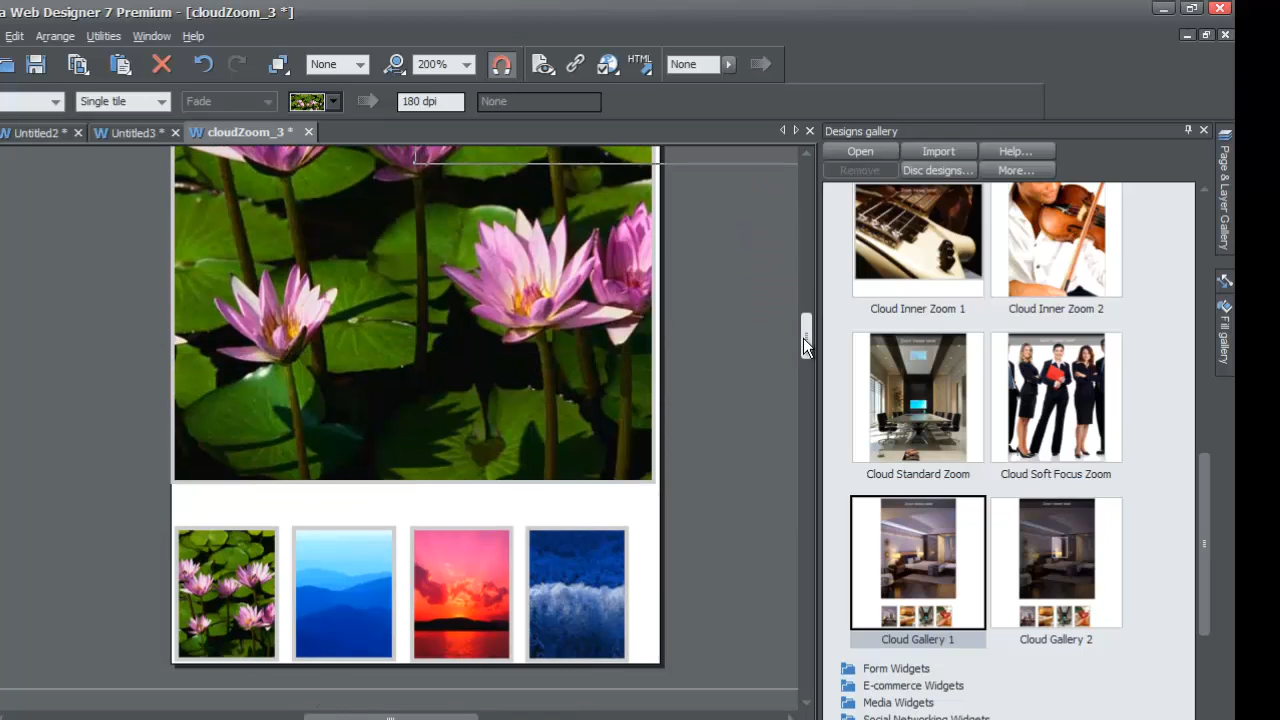 a Web Designer 7 Premium - [cloudZoom_3 *]
Edit Arrange Utilities Window Help
None 200% HTML None
Single tile Fade 180 dpi None
Untitled2 * Untitled3 * cloudZoom_3 *
Designs gallery
Open Import Help...
Remove Disc designs... More...
Page & Layer Gallery
Fill gallery
Cloud Inner Zoom 1 Cloud Inner Zoom 2
Cloud Standard Zoom Cloud Soft Focus Zoom
Cloud Gallery 1 Cloud Gallery 2
Form Widgets
E-commerce Widgets
Media Widgets
Social Networking Widgets